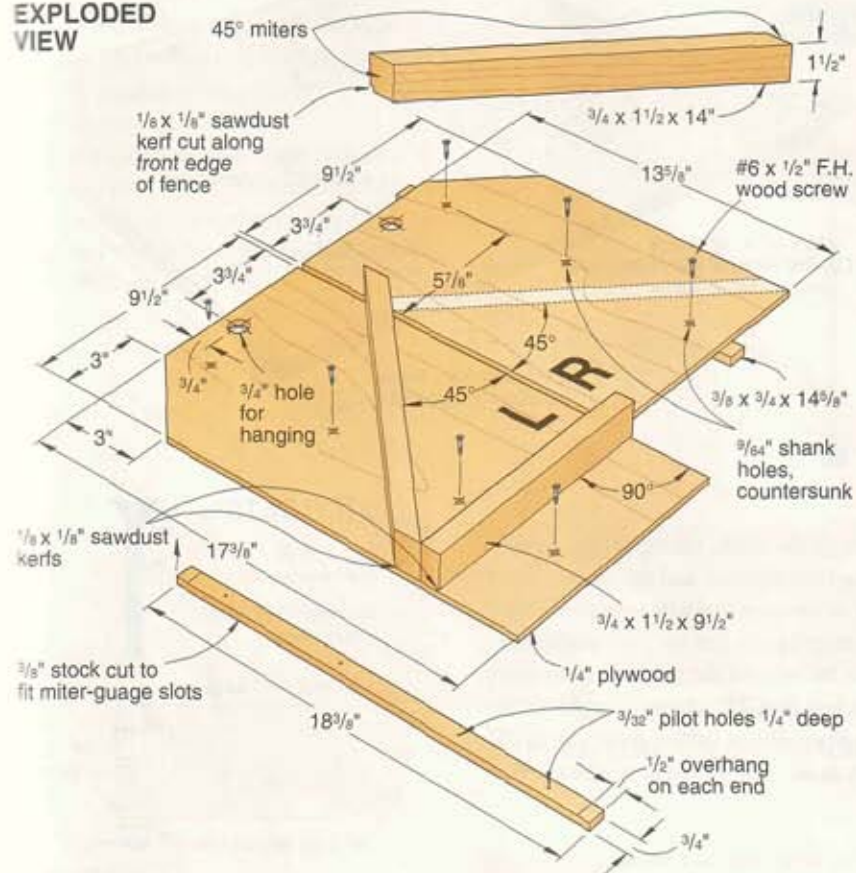 EXPLODED
VIEW
45° miters
1 1/2"
1/8 x 1/8" sawdust
kerf cut along
front edge
of fence
3/4 x 1 1/2 x 14"
9 1/2"
13 5/8"
#6 x 1/2" F.H.
wood screw
3 3/4"
3 3/4"
5 7/8"
9 1/2"
3"
3"
3/4"
3/4" hole
for
hanging
45°
45°
L R
3/8 x 3/4 x 14 5/8"
9/64" shank
holes,
countersunk
90°
1/8 x 1/8" sawdust
kerfs
17 3/8"
3/4 x 1 1/2 x 9 1/2"
1/4" plywood
3/8" stock cut to
fit miter-guage slots
18 3/8"
3/32" pilot holes 1/4" deep
1/2" overhang
on each end
3/4"